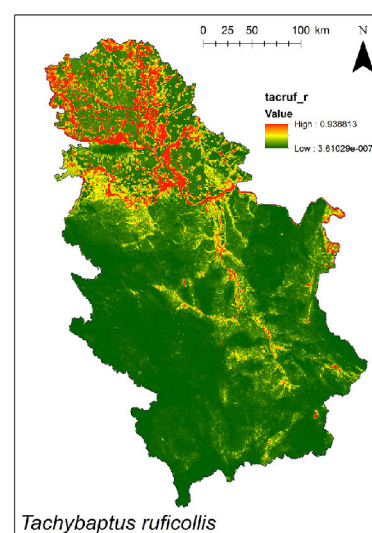 0 25 50 100 km
N
tacruf_r
Value
High : 0.938813
Low : 3.61029e-007
Tachybaptus ruficollis